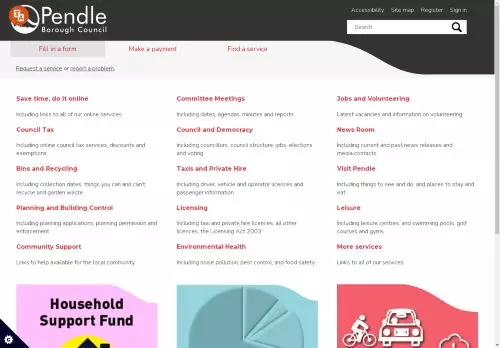 Pendle
Borough Council
Accessibility Site map Register Sign in
Search
Fill in a form Make a payment Find a service
Request a service or report a problem.
Save time, do it online
Including links to all of our online services
Committee Meetings
Including dates, agendas, minutes and reports
Jobs and Volunteering
Latest vacancies and information on volunteering
Council Tax
Including online council tax services, discounts and
exemptions
Council and Democracy
Including councillors, council structure, jobs, elections
and voting
News Room
Including current and past news releases and
media contacts
Bins and Recycling
Including collection dates, things you can and can't
recycle and garden waste
Taxis and Private Hire
Including driver, vehicle and operator licences and
passenger information
Visit Pendle
Including things to see and do, and places to stay and
eat
Planning and Building Control
Including planning applications, planning permission and
enforcement
Licensing
Including taxi and private hire licences, all other
licences, the Licensing Act 2003
Leisure
Including leisure centres, and swimming pools, golf
courses and gyms
Community Support
Links to help available for the local community
Environmental Health
Including noise pollution, pest control, and food safety
More services
Links to all of our services
Household
Support Fund